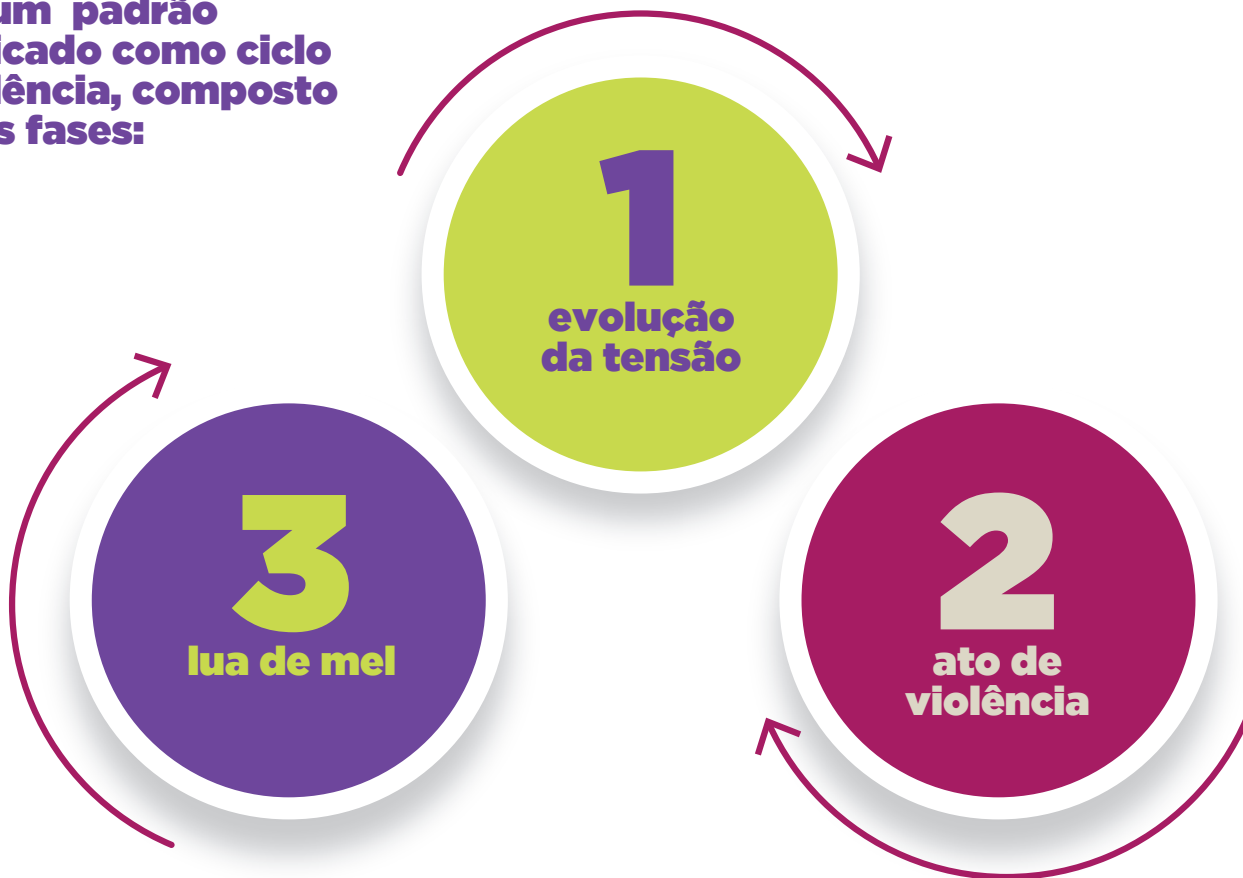 um padrão
icado como ciclo
lência, composto
s fases:
1
evolução
da tensão
3
lua de mel
2
ato de
violência